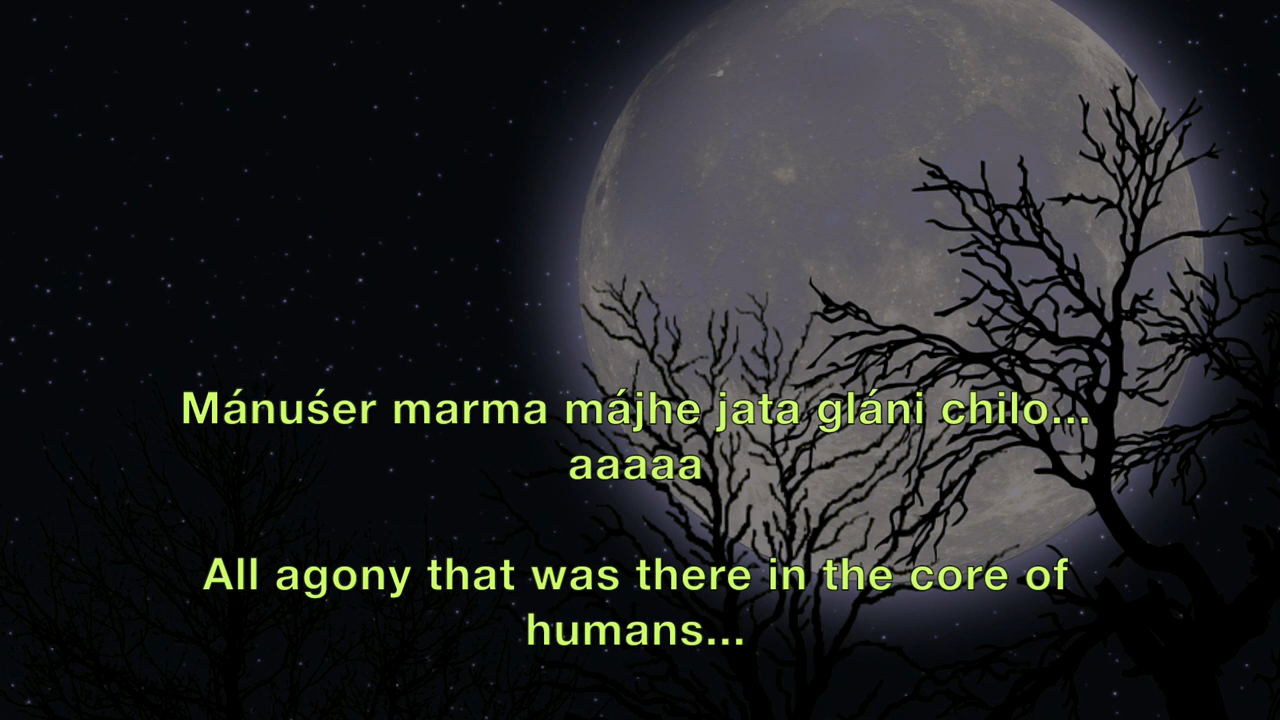 Mánuśer marma májhe jata gláni chilo...
aaaaa
All agony that was there in the core of
humans...